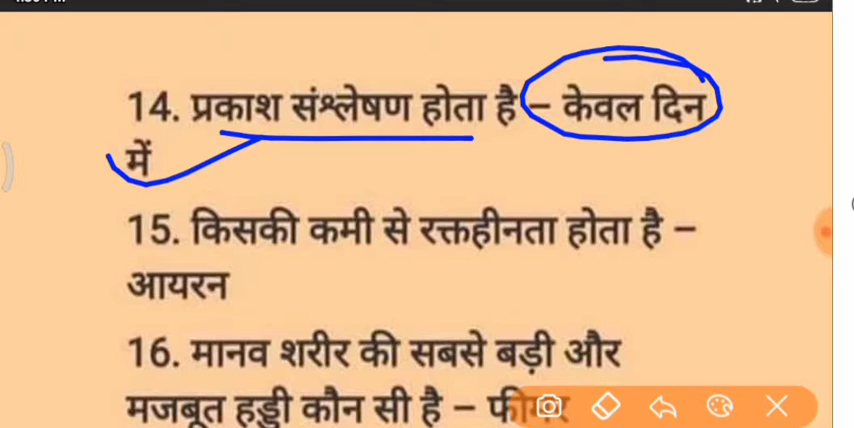 14. प्रकाश संश्लेषण होता है – केवल दिन
में
15. किसकी कमी से रक्तहीनता होता है –
आयरन
16. मानव शरीर की सबसे बड़ी और
मजबूत हड्डी कौन सी है –